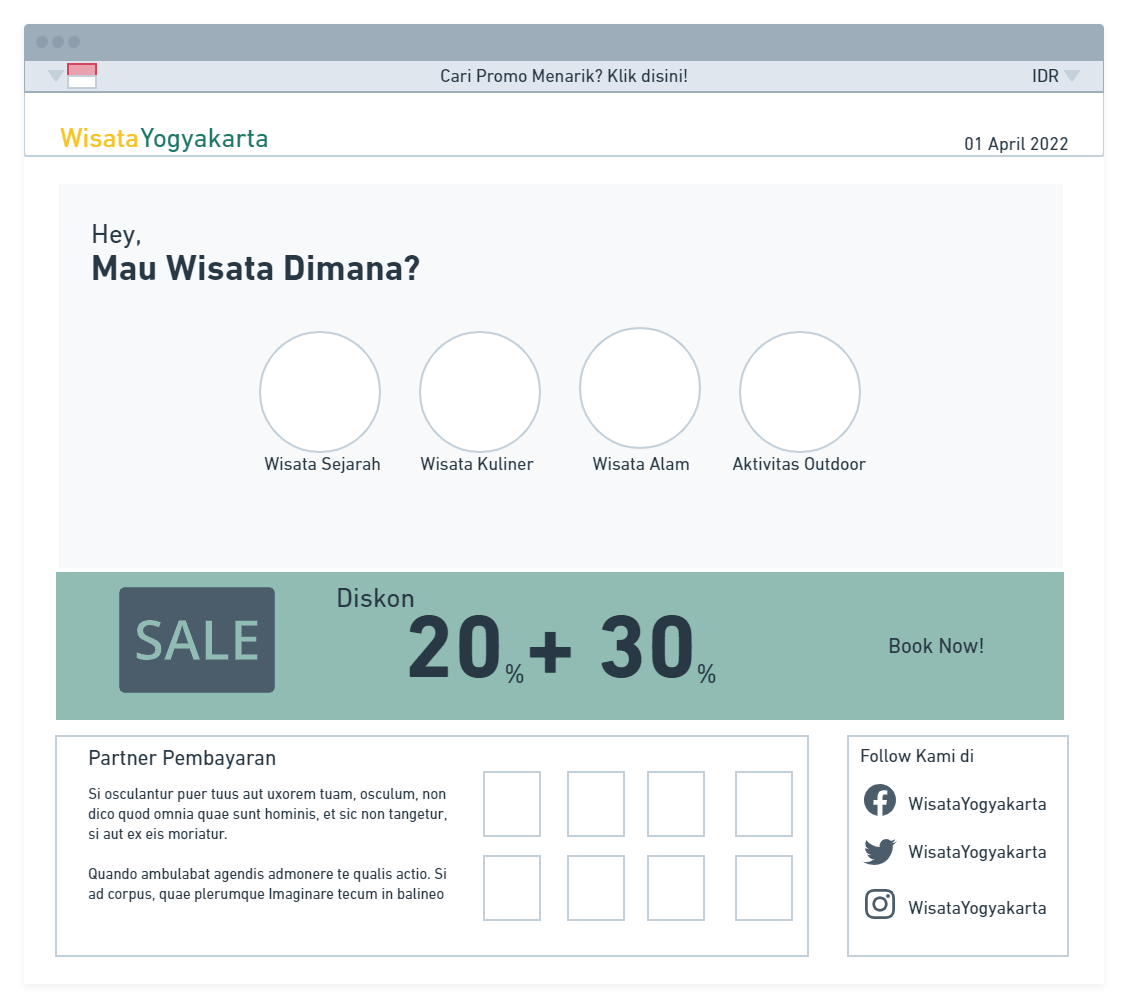 Cari Promo Menarik? Klik disini!
IDR
WisataYogyakarta
01 April 2022
Hey,
Mau Wisata Dimana?
Wisata Sejarah
Wisata Kuliner
Wisata Alam
Aktivitas Outdoor
SALE
Diskon
20% + 30%
Book Now!
Partner Pembayaran
Si osculantur puer tuus aut uxorem tuam, osculum, non
dico quod omnia quae sunt hominis, et sic non tangetur,
si aut ex eis moriatur.
Quando ambulabat agendis admonere te qualis actio. Si
ad corpus, quae plerumque Imaginare tecum in balineo
Follow Kami di
WisataYogyakarta
WisataYogyakarta
WisataYogyakarta